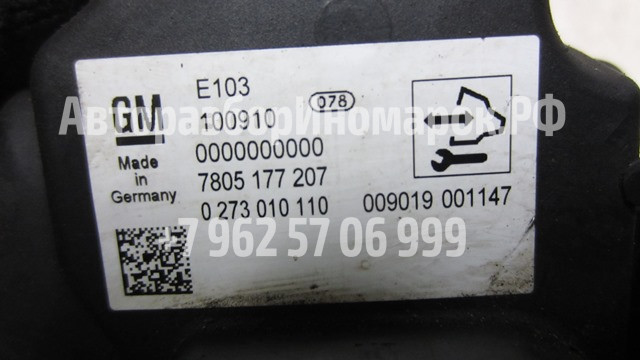 GM
E103
078
100910
АвторазборИномарок.РФ
Made
in
Germany
0000000000
7805 177 207
0 273 010 110
009019 001147
+7 962 57 06 999